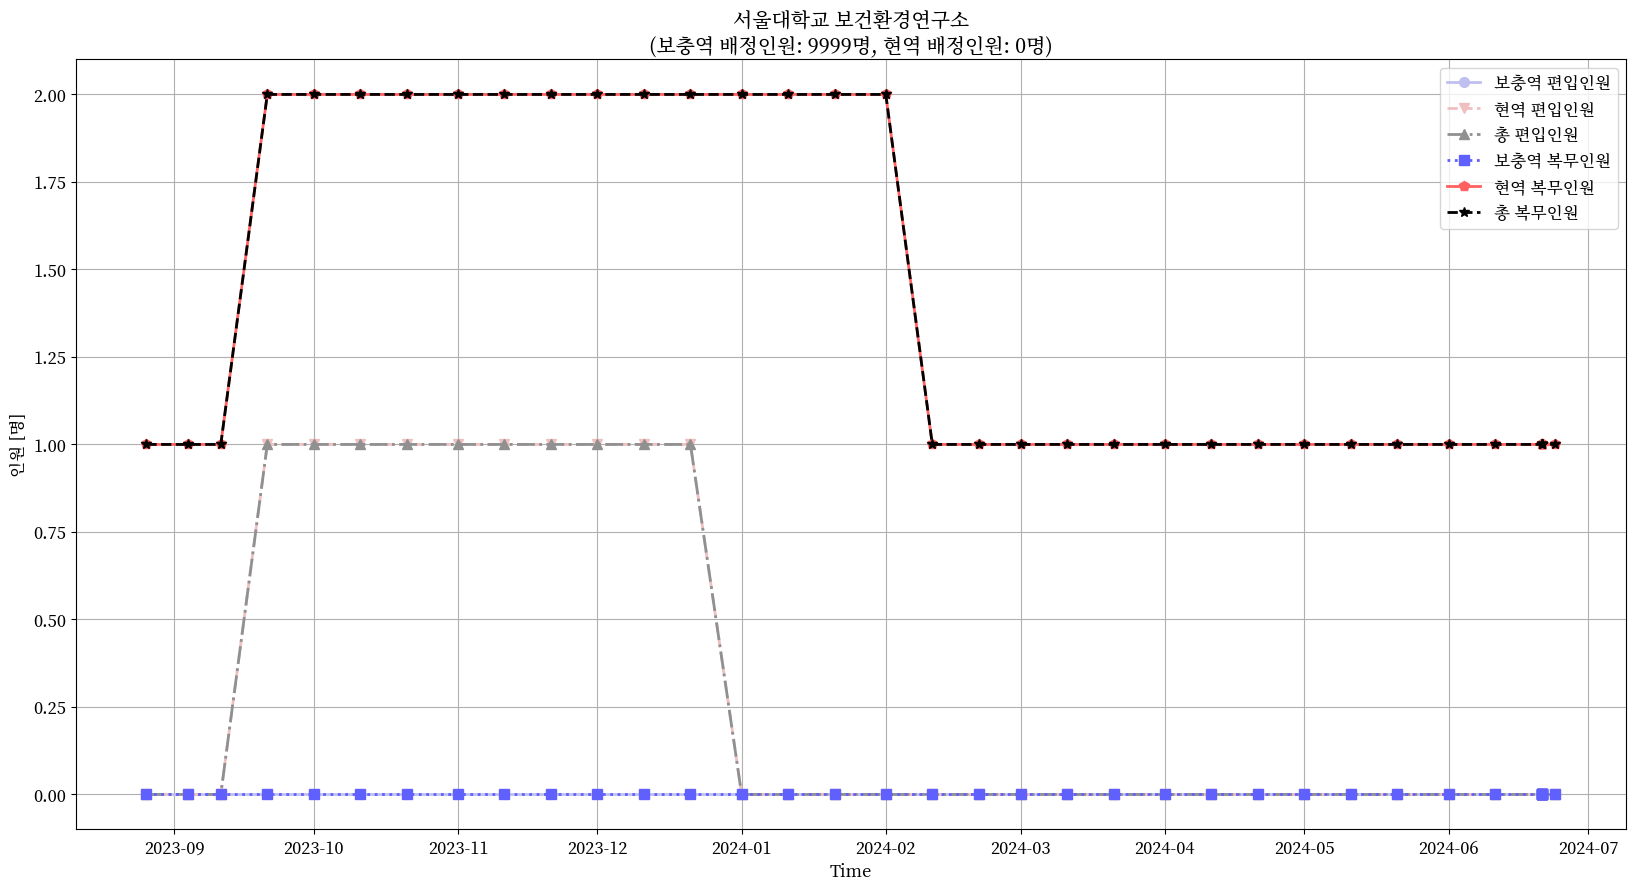 서울대학교 보건환경연구소
(보충역 배정인원: 9999명, 현역 배정인원: 0명)
보충역 편입인원
현역 편입인원
총 편입인원
보충역 복무인원
현역 복무인원
총 복무인원
2.00
1.75
1.50
1.25
1.00
0.75
0.50
0.25
0.00
인원 [명]
2023-09 2023-10 2023-11 2023-12 2024-01 2024-02 2024-03 2024-04 2024-05 2024-06 2024-07
Time